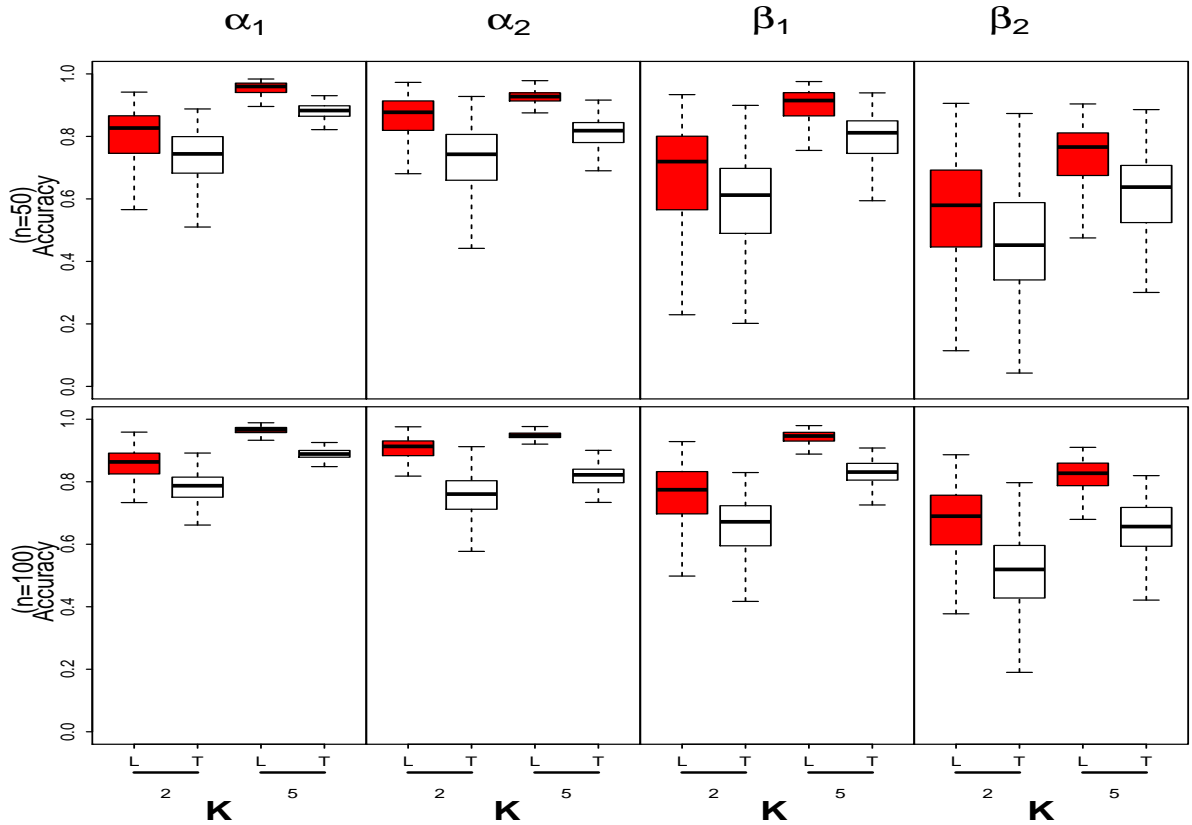 α1 α2 β1 β2
(n=50)
Accuracy
0.0 0.2 0.4 0.6 0.8 1.0
(n=100)
Accuracy
0.0 0.2 0.4 0.6 0.8 1.0
L T L T L T L T L T L T L T L T
2 5 2 5 2 5 2 5
K K K K